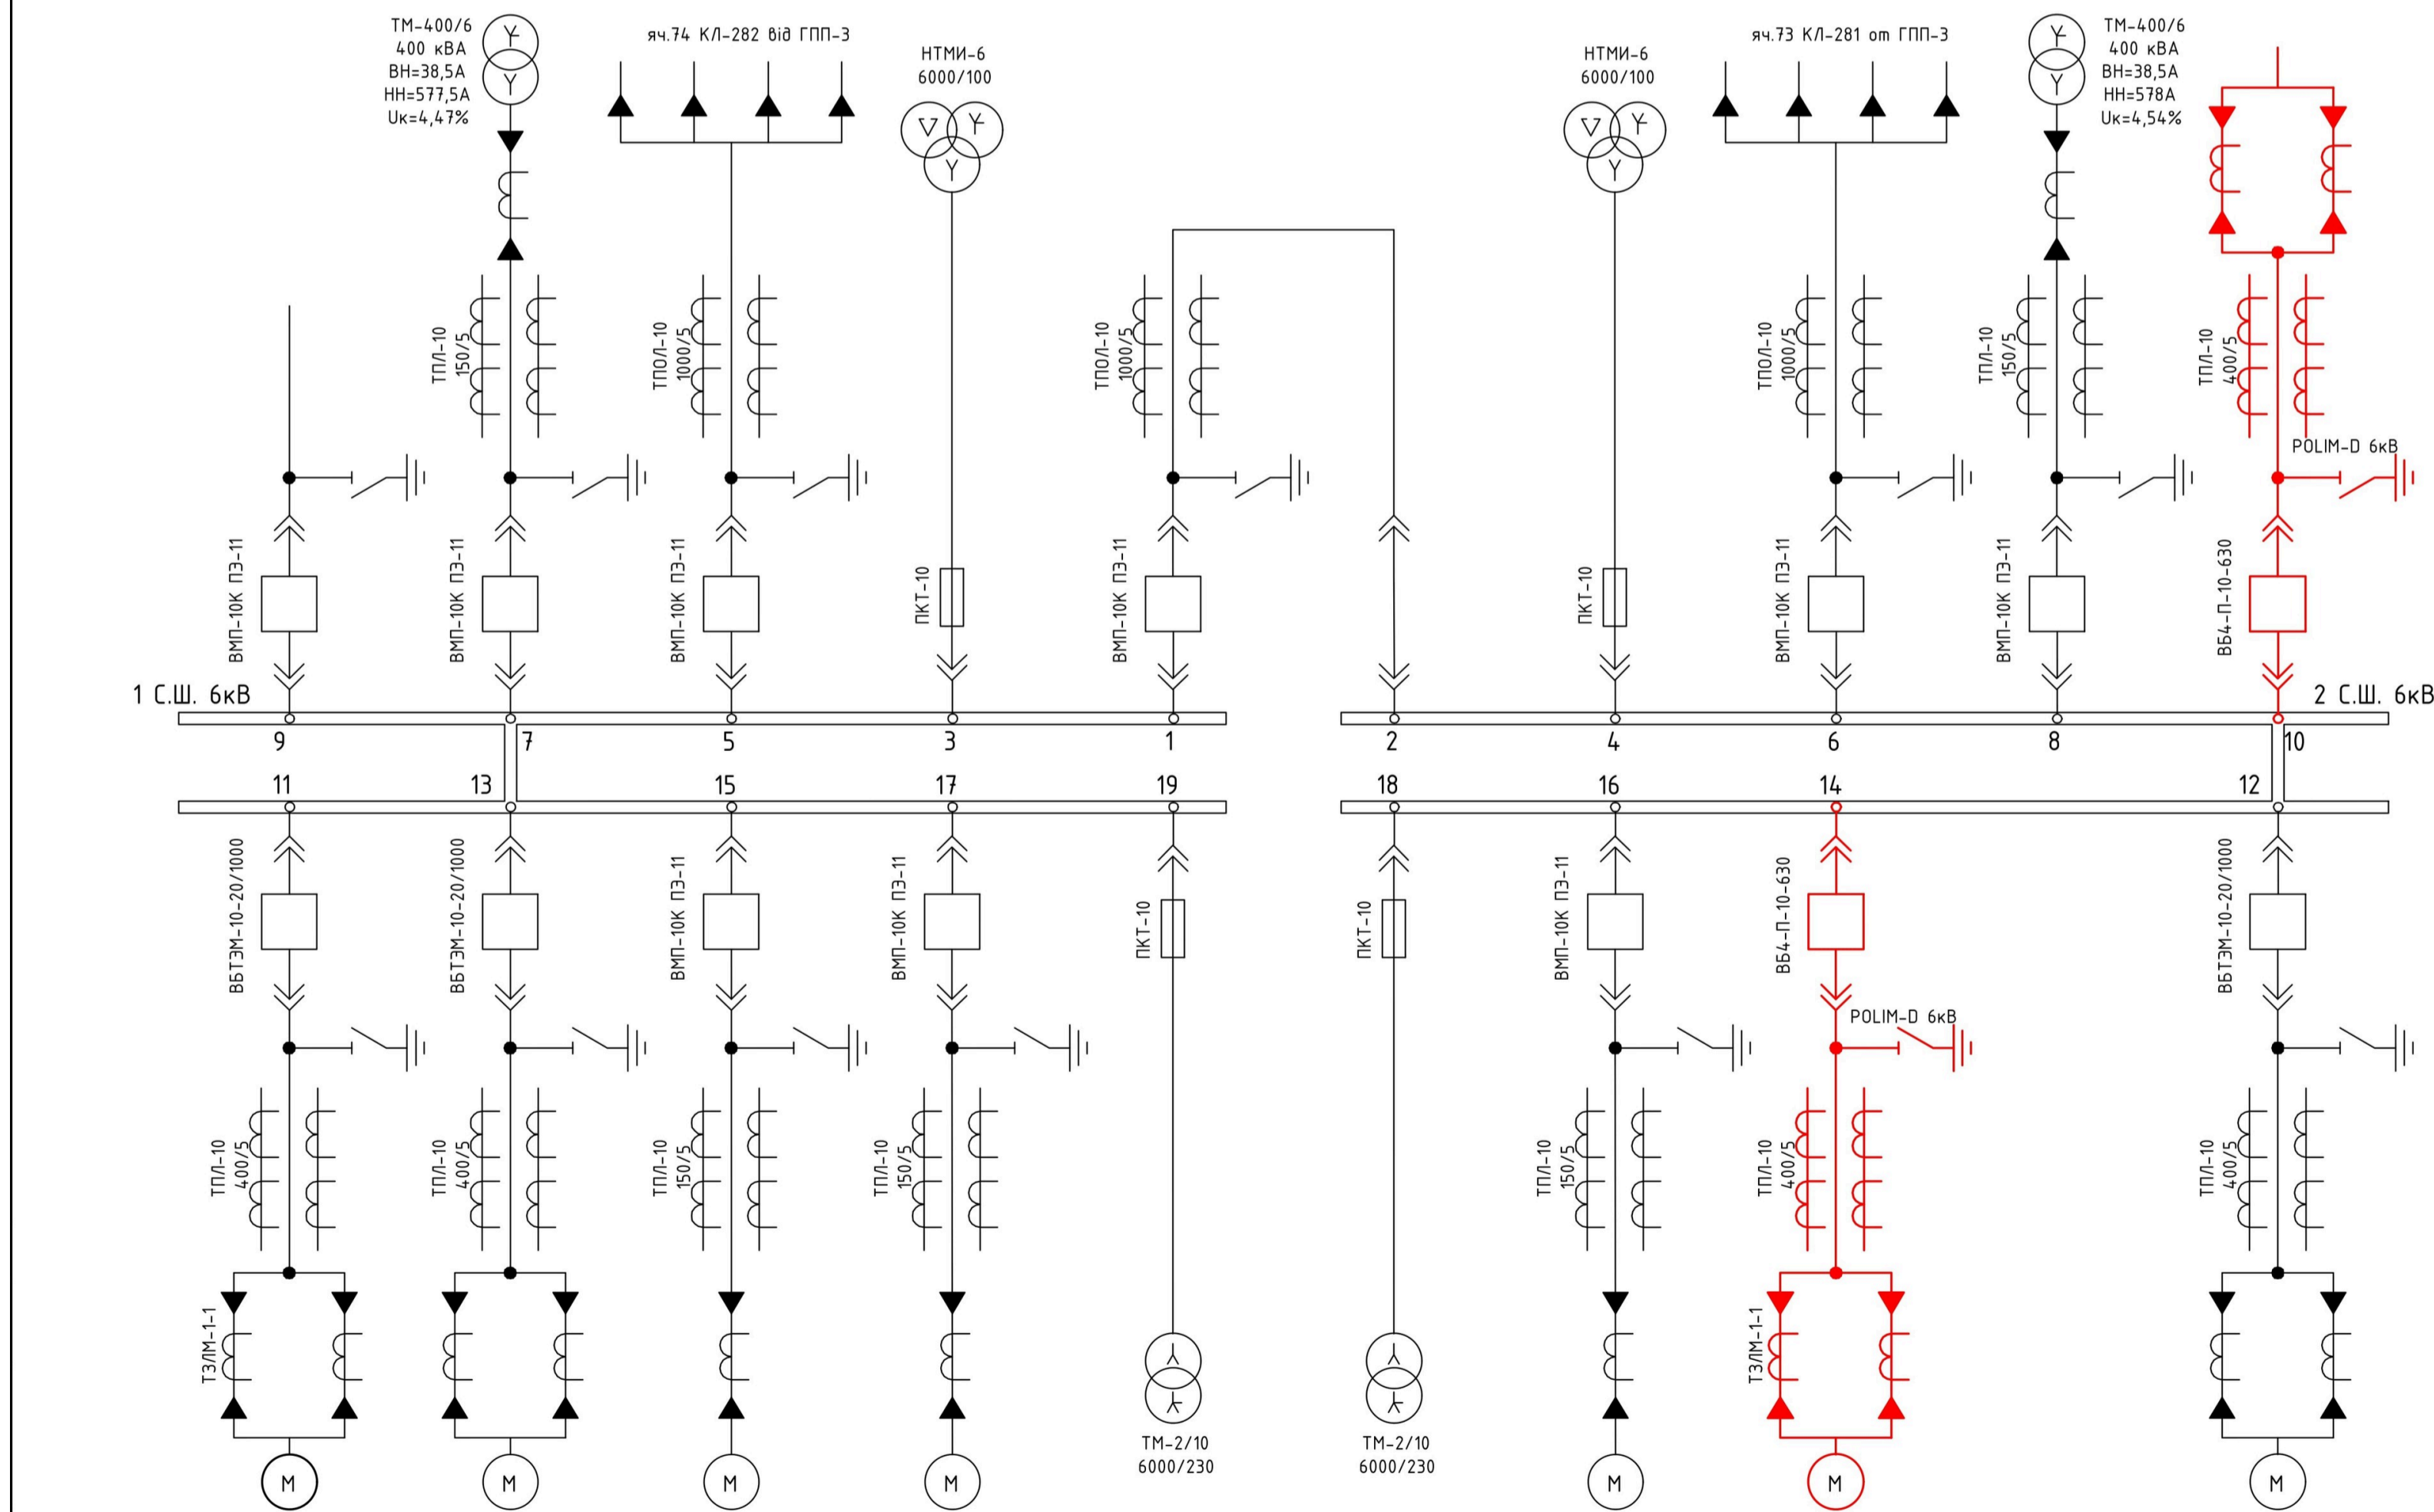 ТМ-400/6
400 кВА
ВН=38,5А
НН=577,5А
Uк=4,47%
яч.74 КЛ-282 від ГПП-3
НТМИ-6
6000/100
НТМИ-6
6000/100
яч.73 КЛ-281 от ГПП-3
ТМ-400/6
400 кВА
ВН=38,5А
НН=578А
Uк=4,54%
ТПЛ-10
150/5
ТПОЛ-10
1000/5
ТПОЛ-10
1000/5
ТПОЛ-10
1000/5
ТПЛ-10
150/5
ТПЛ-10
400/5
POLIM-D 6кВ
ВМП-10К ПЭ-11
ВМП-10К ПЭ-11
ВМП-10К ПЭ-11
ПКТ-10
ВМП-10К ПЭ-11
ПКТ-10
ВМП-10К ПЭ-11
ВМП-10К ПЭ-11
ВБ4-П-10-630
1 С.Ш. 6кВ
2 С.Ш. 6кВ
9
7
5
3
1
2
4
6
8
10
11
13
15
17
19
18
16
14
12
ВБТЭМ-10-20/1000
ВБТЭМ-10-20/1000
ВМП-10К ПЭ-11
ВМП-10К ПЭ-11
ПКТ-10
ПКТ-10
ВМП-10К ПЭ-11
ВБ4-П-10-630
ВБТЭМ-10-20/1000
POLIM-D 6кВ
ТПЛ-10
400/5
ТПЛ-10
400/5
ТПЛ-10
150/5
ТПЛ-10
150/5
ТПЛ-10
150/5
ТПЛ-10
400/5
ТПЛ-10
400/5
ТЗЛМ-1-1
ТЗЛМ-1-1
ТМ-2/10
6000/230
ТМ-2/10
6000/230
М
М
М
М
М
М
М